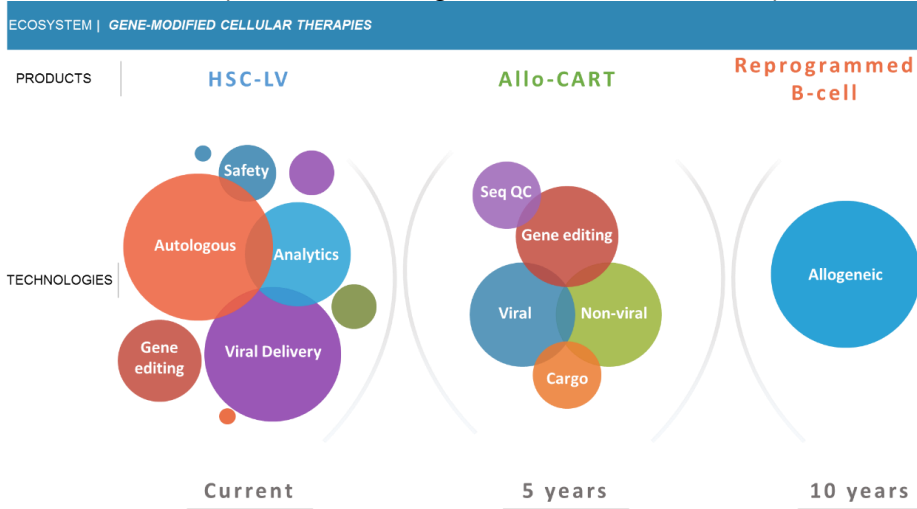 ECOSYSTEM | GENE-MODIFIED CELLULAR THERAPIES
PRODUCTS
HSC-LV
Allo-CART
Reprogrammed
B-cell
TECHNOLOGIES
Safety
Autologous
Analytics
Gene
editing
Viral Delivery
Seq QC
Gene editing
Viral
Non-viral
Cargo
Allogeneic
Current
5 years
10 years